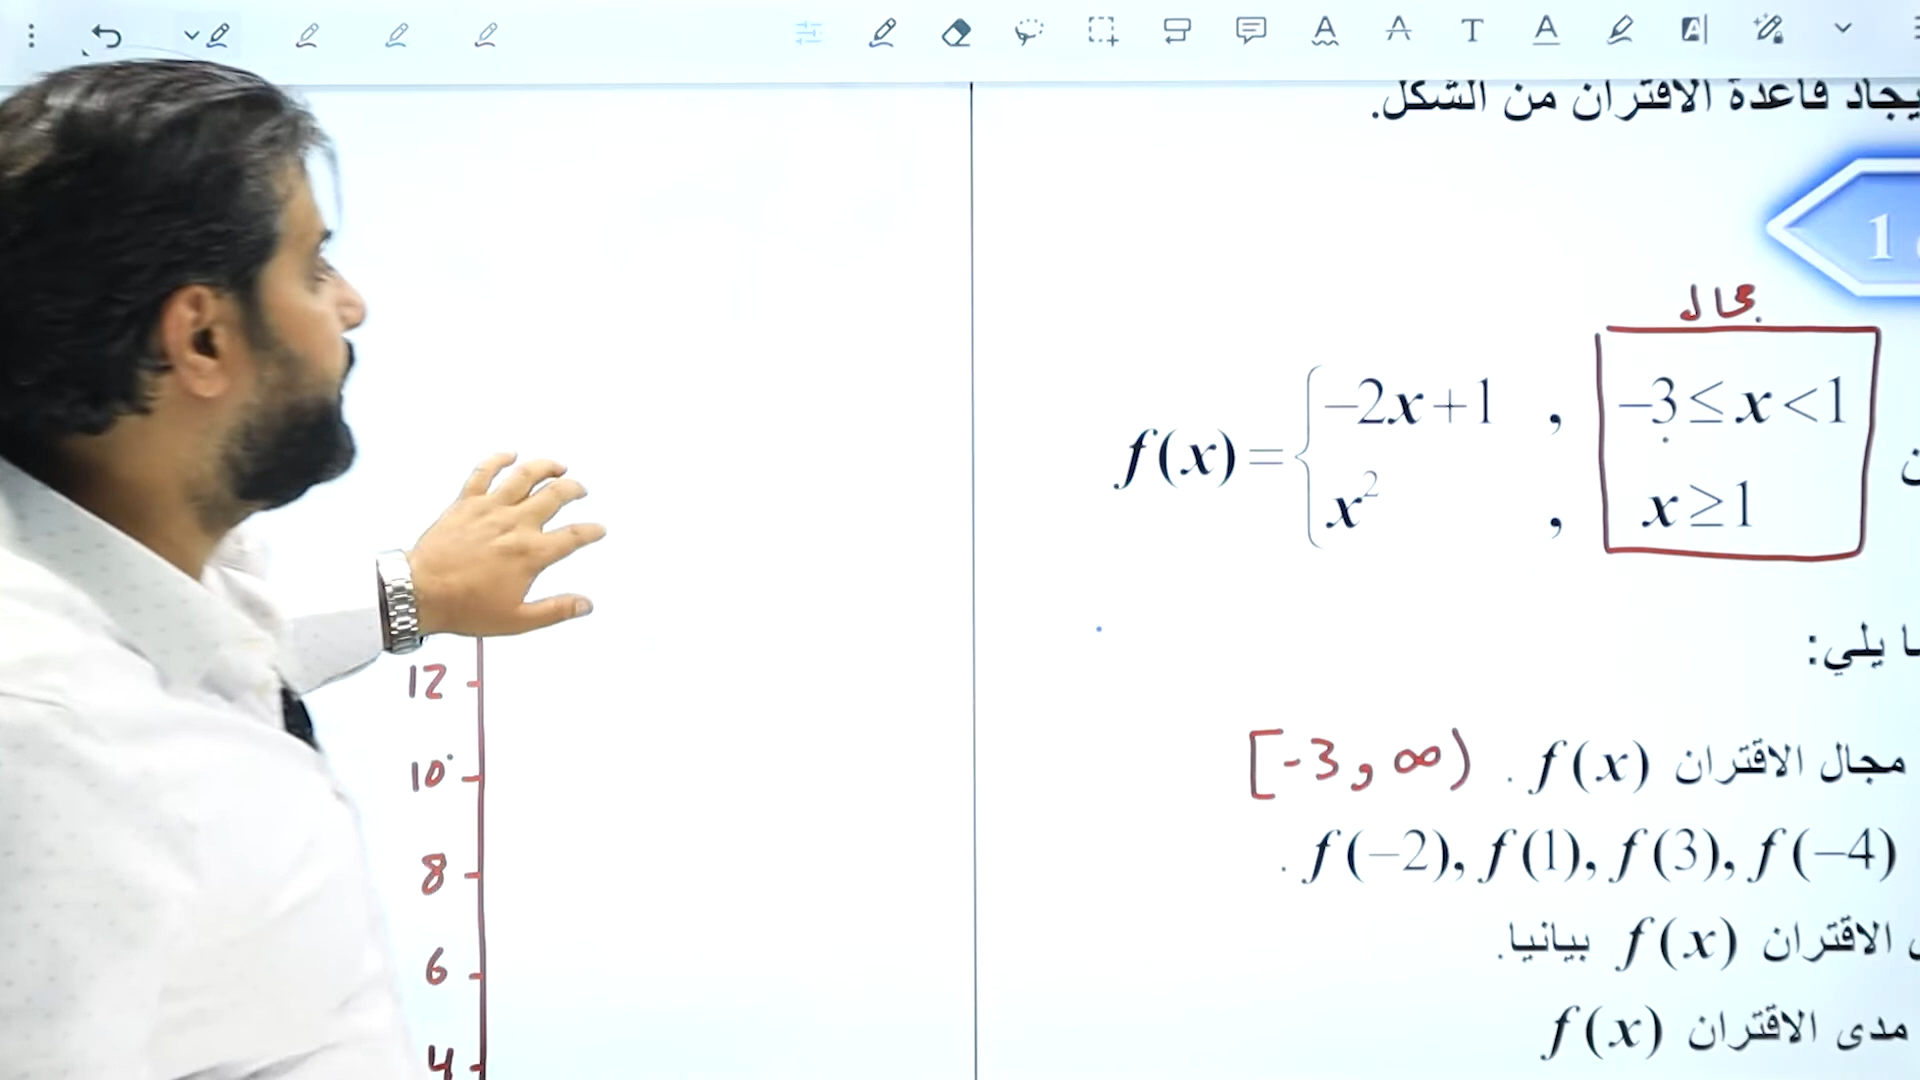 قاعدة الاقتران من الشكل.
1
مجال
f(x)= { -2x+1 , -3≤x<1
x² , x≥1
يلي:
مجال الاقتران f(x) . [-3, ∞)
f(-2), f(1), f(3), f(-4) .
الاقتران f(x) بيانيا.
مدى الاقتران f(x)
12
10
8
6
4